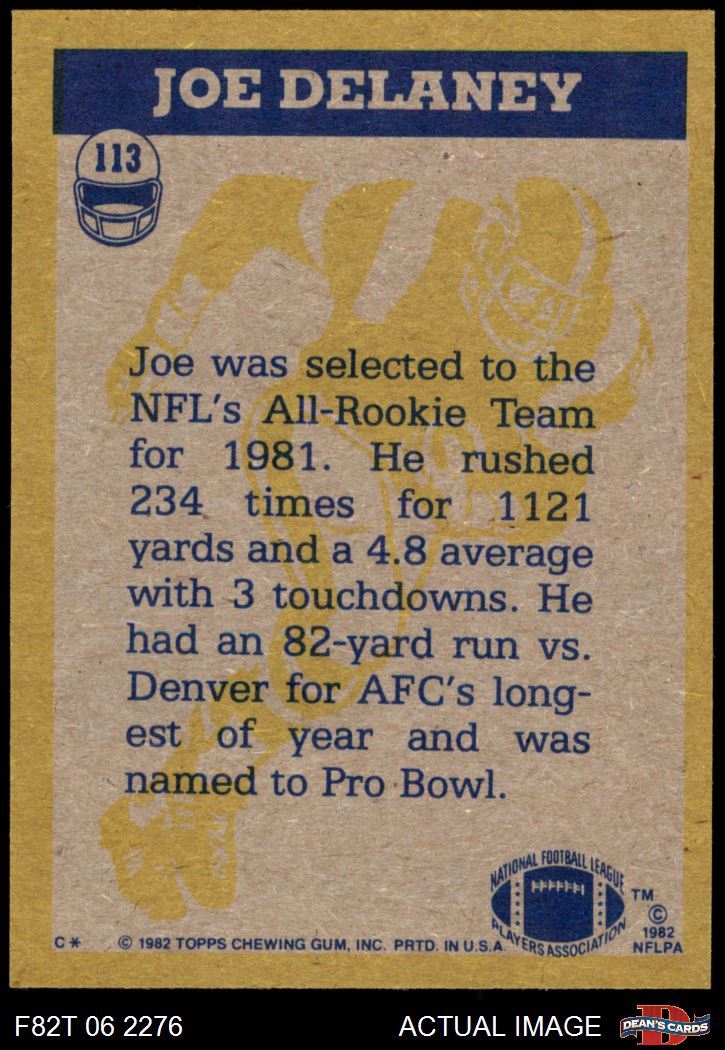 JOE DELANEY
113
Joe was selected to the
NFL's All-Rookie Team
for 1981. He rushed
234 times for 1121
yards and a 4.8 average
with 3 touchdowns. He
had an 82-yard run vs.
Denver for AFC's long-
est of year and was
named to Pro Bowl.
NATIONAL FOOTBALL LEAGUE
PLAYERS ASSOCIATION
TM
©
1982
NFLPA
C* © 1982 TOPPS CHEWING GUM, INC. PRTD. IN U.S.A.
F82T 06 2276 ACTUAL IMAGE D DEAN'S CARDS